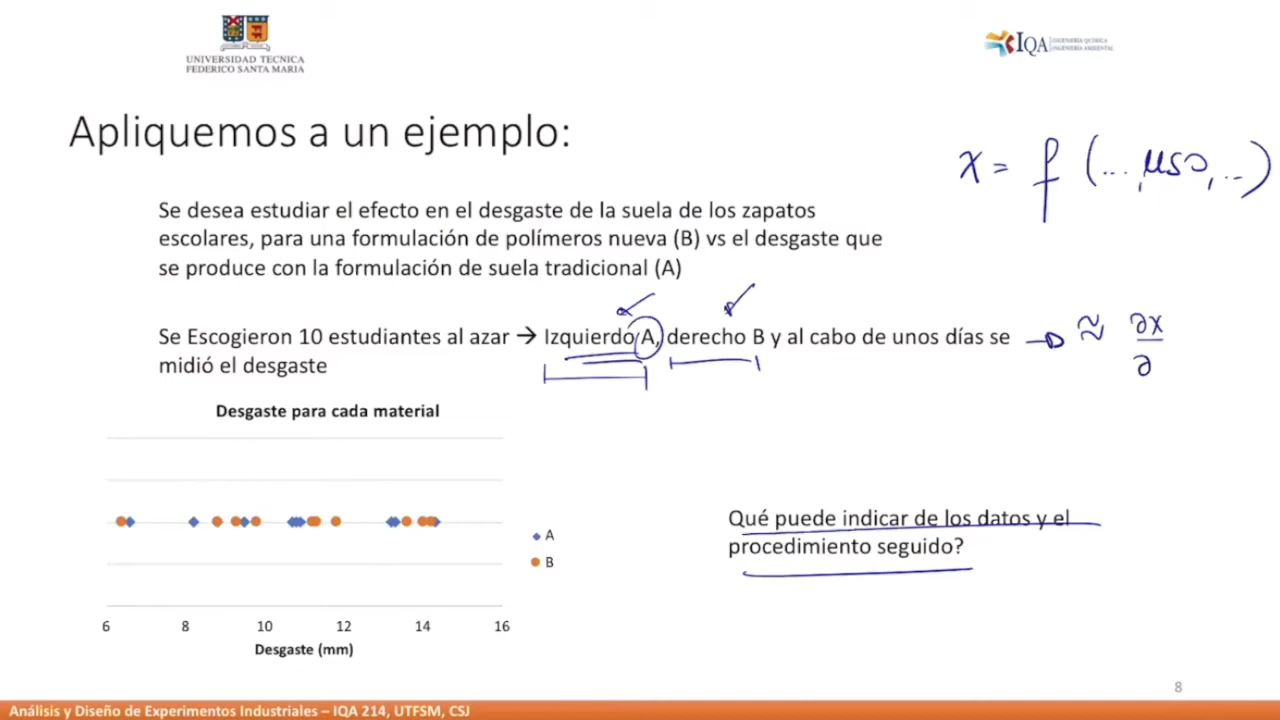 UNIVERSIDAD TECNICA
FEDERICO SANTA MARIA
IQA INGENIERÍA QUÍMICA
INGENIERÍA AMBIENTAL
Apliquemos a un ejemplo:
x = f (..., uso, ..)
Se desea estudiar el efecto en el desgaste de la suela de los zapatos
escolares, para una formulación de polímeros nueva (B) vs el desgaste que
se produce con la formulación de suela tradicional (A)
Se Escogieron 10 estudiantes al azar → Izquierdo A, derecho B y al cabo de unos días se
midió el desgaste
≈ ∂x
∂
Desgaste para cada material
A
B
6 8 10 12 14 16
Desgaste (mm)
Qué puede indicar de los datos y el
procedimiento seguido?
8
Análisis y Diseño de Experimentos Industriales – IQA 214, UTFSM, CSJ